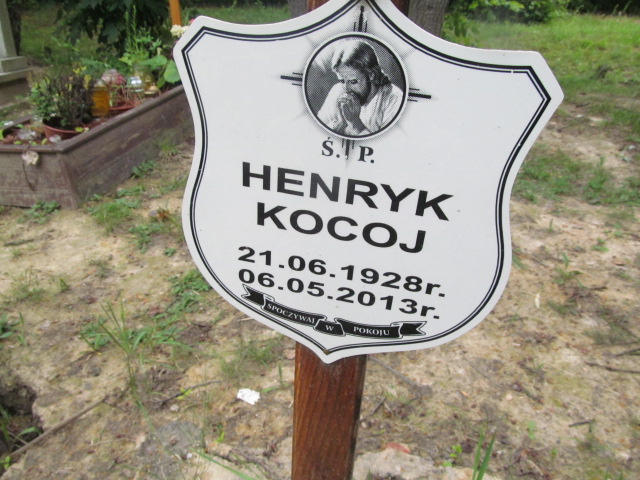 Ś. P.
HENRYK
KOCOJ
21.06.1928r.
06.05.2013r.
SPOCZYWAJ W POKOJU